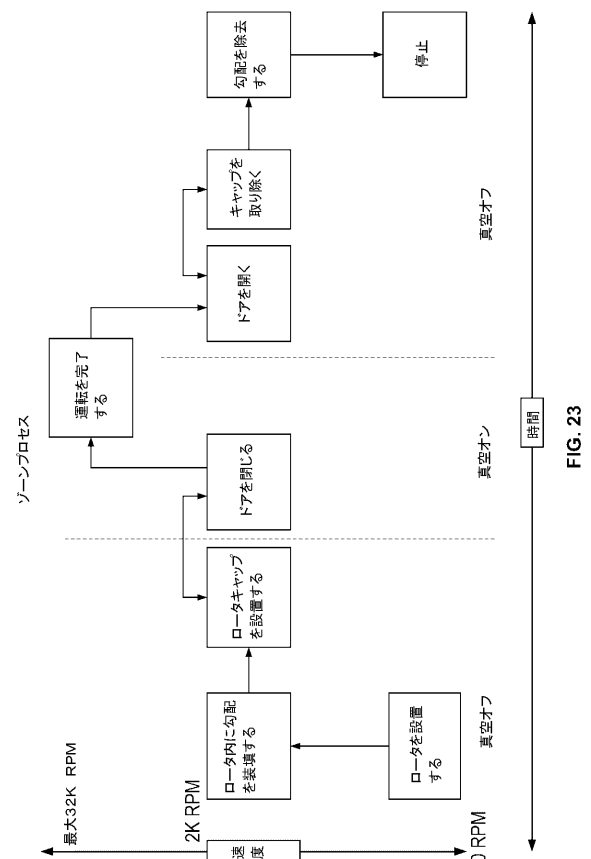 ゾーンプロセス
最大32K RPM
2K RPM
0 RPM
速
度
ロータを設置
する
ロータ内に勾配
を装填する
ロータキャップ
を設置する
ドアを閉じる
運転を完了
する
ドアを開く
キャップを
取り除く
勾配を除去
する
停止
真空オフ
真空オン
真空オフ
時間
FIG. 23